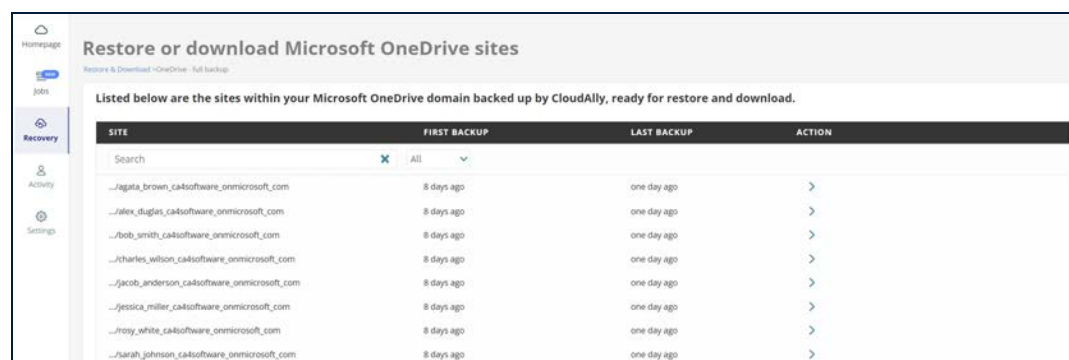 Homepage
NEW
Jobs
Recovery
Activity
Settings
Restore or download Microsoft OneDrive sites
Restore & Download >OneDrive - full backup
Listed below are the sites within your Microsoft OneDrive domain backed up by CloudAlly, ready for restore and download.
SITE FIRST BACKUP LAST BACKUP ACTION
Search All
.../agata_brown_ca4software_onmicrosoft_com 8 days ago one day ago
.../alex_duglas_ca4software_onmicrosoft_com 8 days ago one day ago
.../bob_smith_ca4software_onmicrosoft_com 8 days ago one day ago
.../charles_wilson_ca4software_onmicrosoft_com 8 days ago one day ago
.../jacob_anderson_ca4software_onmicrosoft_com 8 days ago one day ago
.../jessica_miller_ca4software_onmicrosoft_com 8 days ago one day ago
.../rosy_white_ca4software_onmicrosoft_com 8 days ago one day ago
.../sarah_johnson_ca4software_onmicrosoft_com 8 days ago one day ago